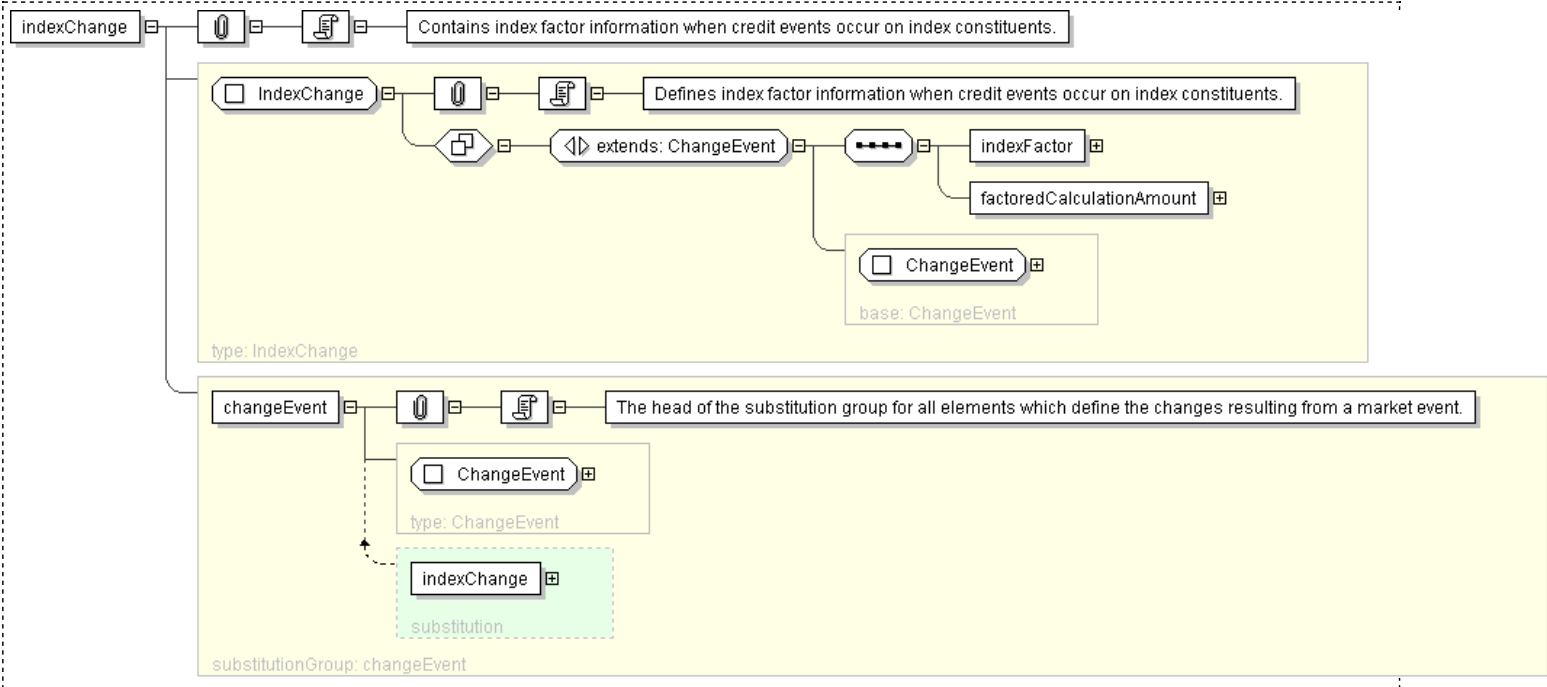 indexChange
Contains index factor information when credit events occur on index constituents.
IndexChange
Defines index factor information when credit events occur on index constituents.
extends: ChangeEvent
indexFactor
factoredCalculationAmount
ChangeEvent
base: ChangeEvent
type: IndexChange
changeEvent
The head of the substitution group for all elements which define the changes resulting from a market event.
ChangeEvent
type: ChangeEvent
indexChange
substitution
substitutionGroup: changeEvent